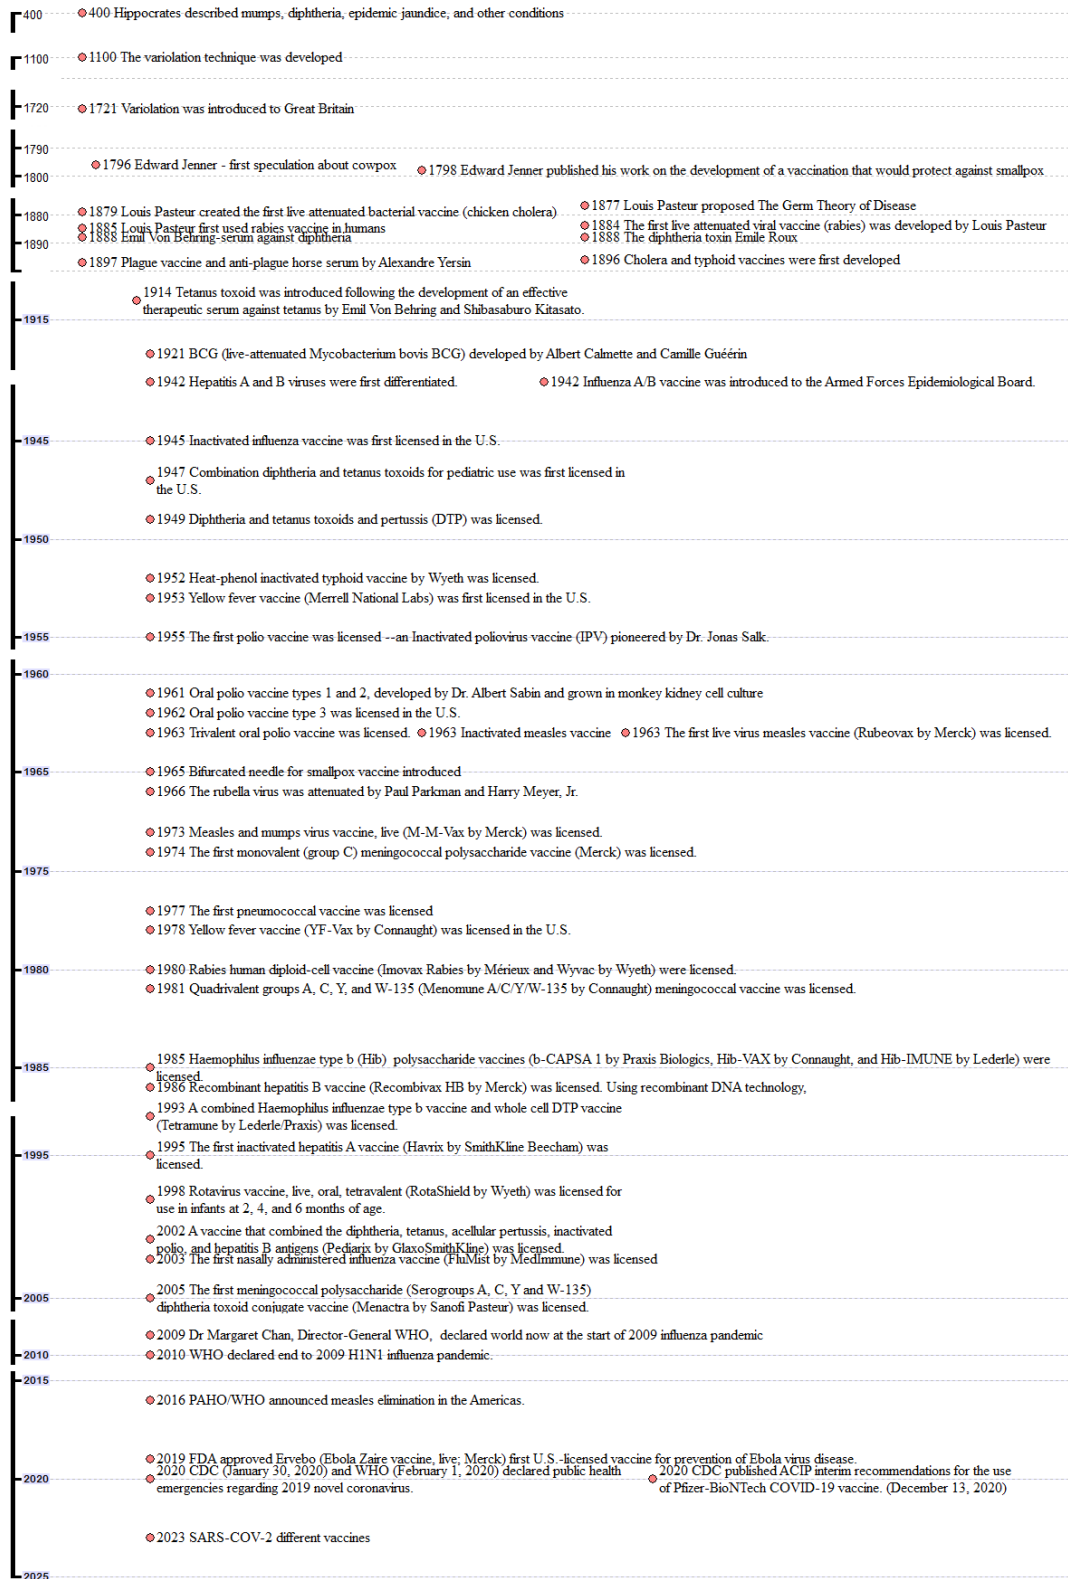 400
400 Hippocrates described mumps, diphtheria, epidemic jaundice, and other conditions
1100
1100 The variolation technique was developed
1720
1721 Variolation was introduced to Great Britain
1790
1796 Edward Jenner - first speculation about cowpox
1798 Edward Jenner published his work on the development of a vaccination that would protect against smallpox
1800
1877 Louis Pasteur proposed The Germ Theory of Disease
1879 Louis Pasteur created the first live attenuated bacterial vaccine (chicken cholera)
1880
1884 The first live attenuated viral vaccine (rabies) was developed by Louis Pasteur
1885 Louis Pasteur first used rabies vaccine in humans
1888 Emil Von Behring-serum against diphtheria
1888 The diphtheria toxin Emile Roux
1890
1896 Cholera and typhoid vaccines were first developed
1897 Plague vaccine and anti-plague horse serum by Alexandre Yersin
1914 Tetanus toxoid was introduced following the development of an effective
therapeutic serum against tetanus by Emil Von Behring and Shibasaburo Kitasato.
1915
1921 BCG (live-attenuated Mycobacterium bovis BCG) developed by Albert Calmette and Camille Guéérin
1942 Hepatitis A and B viruses were first differentiated.
1942 Influenza A/B vaccine was introduced to the Armed Forces Epidemiological Board.
1945
1945 Inactivated influenza vaccine was first licensed in the U.S.
1947 Combination diphtheria and tetanus toxoids for pediatric use was first licensed in
the U.S.
1949 Diphtheria and tetanus toxoids and pertussis (DTP) was licensed.
1950
1952 Heat-phenol inactivated typhoid vaccine by Wyeth was licensed.
1953 Yellow fever vaccine (Merrell National Labs) was first licensed in the U.S.
1955
1955 The first polio vaccine was licensed --an Inactivated poliovirus vaccine (IPV) pioneered by Dr. Jonas Salk.
1960
1961 Oral polio vaccine types 1 and 2, developed by Dr. Albert Sabin and grown in monkey kidney cell culture
1962 Oral polio vaccine type 3 was licensed in the U.S.
1963 Trivalent oral polio vaccine was licensed.
1963 Inactivated measles vaccine
1963 The first live virus measles vaccine (Rubeovax by Merck) was licensed.
1965
1965 Bifurcated needle for smallpox vaccine introduced
1966 The rubella virus was attenuated by Paul Parkman and Harry Meyer, Jr.
1973 Measles and mumps virus vaccine, live (M-M-Vax by Merck) was licensed.
1974 The first monovalent (group C) meningococcal polysaccharide vaccine (Merck) was licensed.
1975
1977 The first pneumococcal vaccine was licensed
1978 Yellow fever vaccine (YF-Vax by Connaught) was licensed in the U.S.
1980
1980 Rabies human diploid-cell vaccine (Imovax Rabies by Mérieux and Wyvac by Wyeth) were licensed.
1981 Quadrivalent groups A, C, Y, and W-135 (Menomune A/C/Y/W-135 by Connaught) meningococcal vaccine was licensed.
1985
1985 Haemophilus influenzae type b (Hib) polysaccharide vaccines (b-CAPSA 1 by Praxis Biologics, Hib-VAX by Connaught, and Hib-IMUNE by Lederle) were
licensed.
1986 Recombinant hepatitis B vaccine (Recombivax HB by Merck) was licensed. Using recombinant DNA technology,
1993 A combined Haemophilus influenzae type b vaccine and whole cell DTP vaccine
(Tetramune by Lederle/Praxis) was licensed.
1995
1995 The first inactivated hepatitis A vaccine (Havrix by SmithKline Beecham) was
licensed.
1998 Rotavirus vaccine, live, oral, tetravalent (RotaShield by Wyeth) was licensed for
use in infants at 2, 4, and 6 months of age.
2002 A vaccine that combined the diphtheria, tetanus, acellular pertussis, inactivated
polio, and hepatitis B antigens (Pediarix by GlaxoSmithKline) was licensed.
2003 The first nasally administered influenza vaccine (FluMist by MedImmune) was licensed
2005
2005 The first meningococcal polysaccharide (Serogroups A, C, Y and W-135)
diphtheria toxoid conjugate vaccine (Menactra by Sanofi Pasteur) was licensed.
2009 Dr Margaret Chan, Director-General WHO, declared world now at the start of 2009 influenza pandemic
2010
2010 WHO declared end to 2009 H1N1 influenza pandemic.
2015
2016 PAHO/WHO announced measles elimination in the Americas.
2019 FDA approved Ervebo (Ebola Zaire vaccine, live; Merck) first U.S.-licensed vaccine for prevention of Ebola virus disease.
2020
2020 CDC (January 30, 2020) and WHO (February 1, 2020) declared public health
emergencies regarding 2019 novel coronavirus.
2020 CDC published ACIP interim recommendations for the use
of Pfizer-BioNTech COVID-19 vaccine. (December 13, 2020)
2023 SARS-COV-2 different vaccines
2025